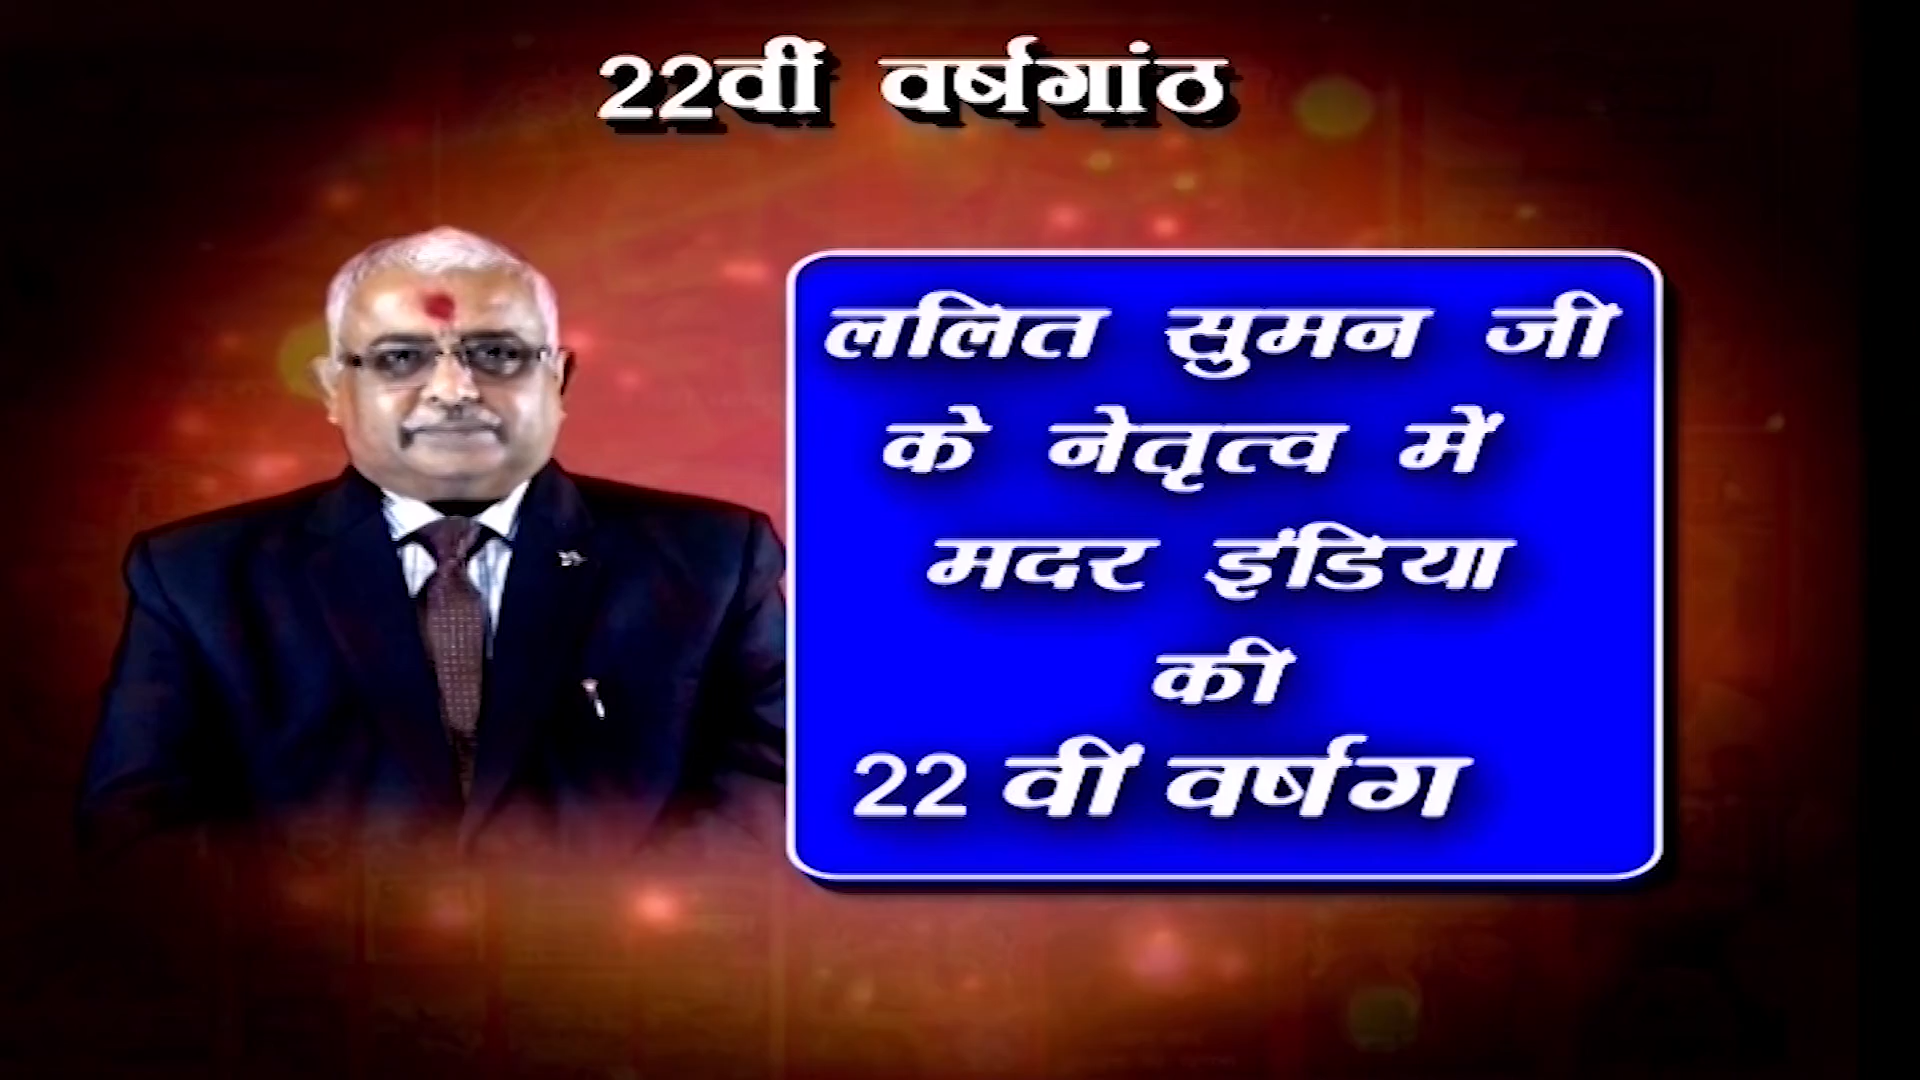 22वीं वर्षगांठ
ललित सुमन जी
के नेतृत्व में
मदर इंडिया
की
22 वीं वर्षग